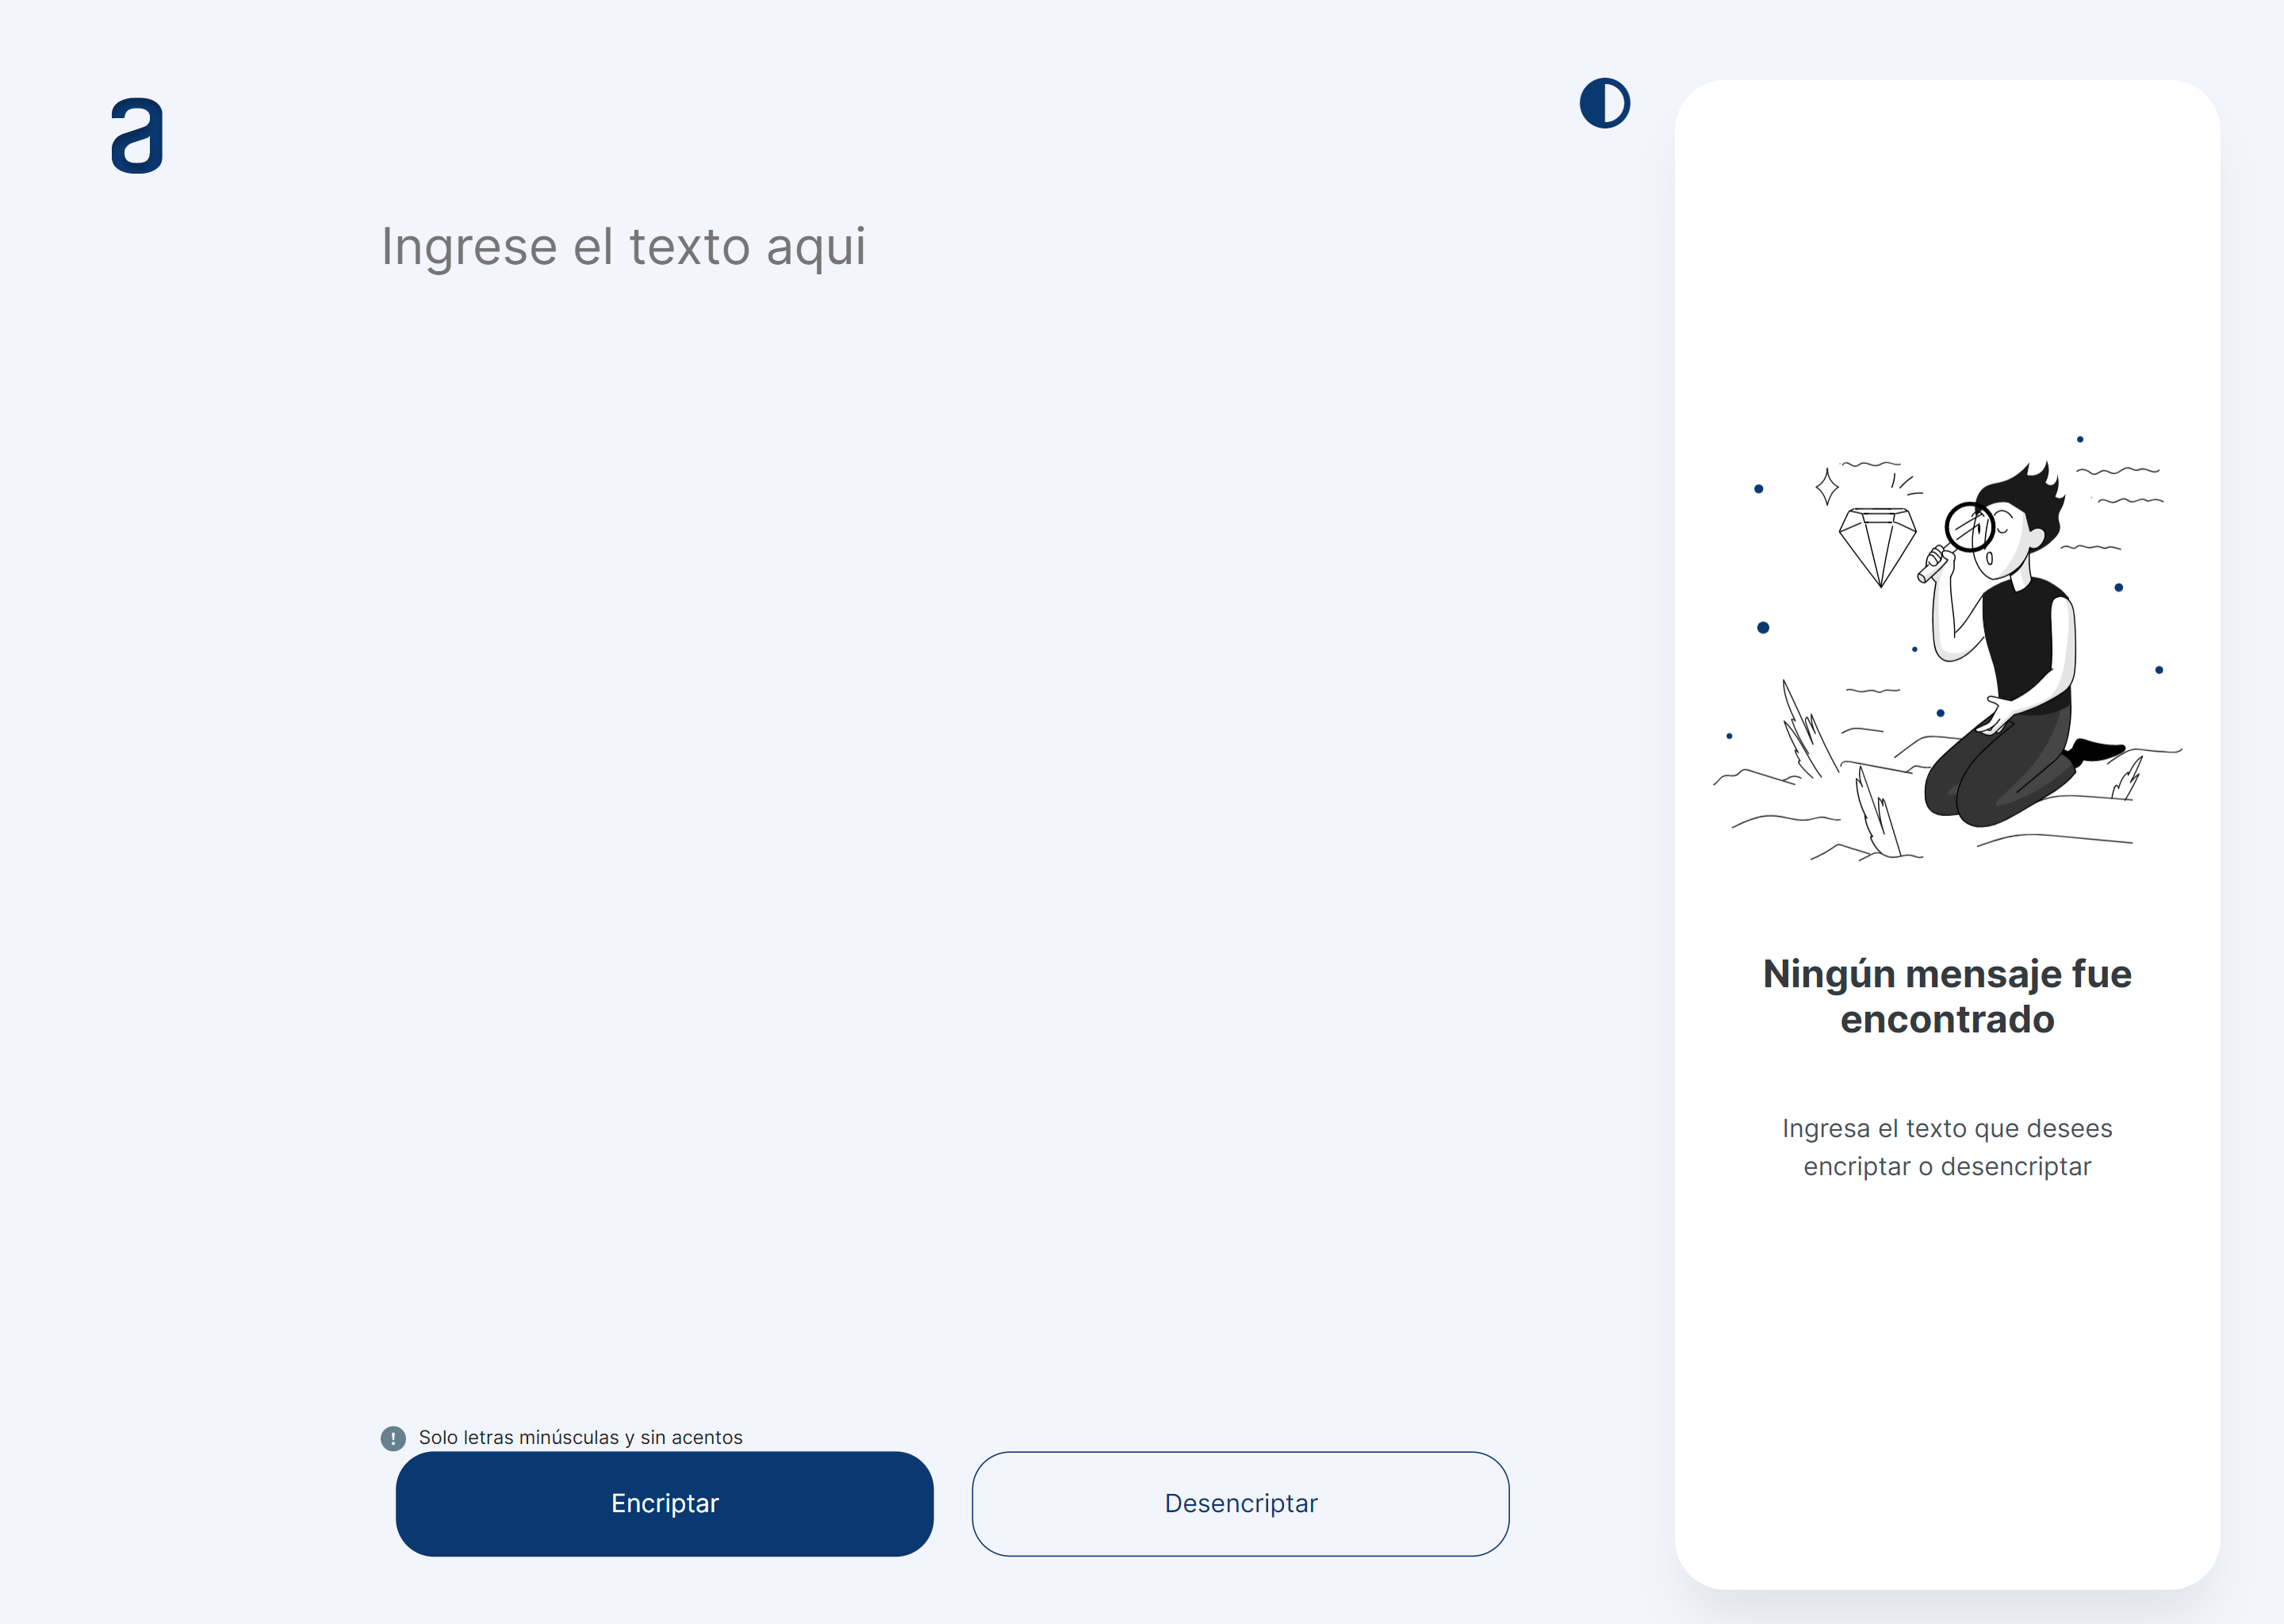 a
Ingrese el texto aqui
Ningún mensaje fue
encontrado
Ingresa el texto que desees
encriptar o desencriptar
! Solo letras minúsculas y sin acentos
Encriptar
Desencriptar